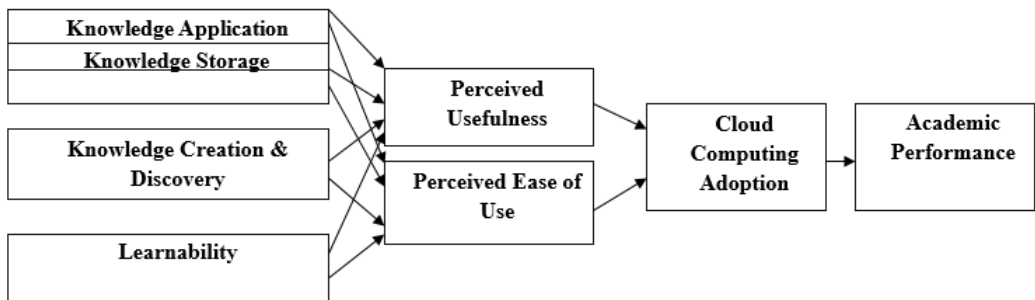 Knowledge Application
Knowledge Storage
Knowledge Creation &
Discovery
Learnability
Perceived
Usefulness
Perceived Ease of
Use
Cloud
Computing
Adoption
Academic
Performance